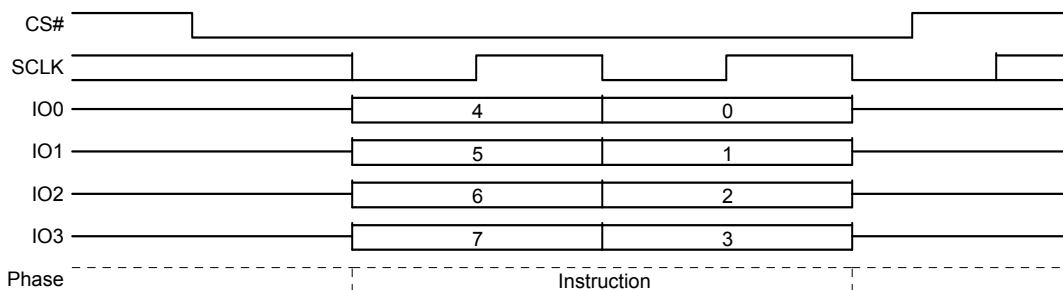 CS#
SCLK
IO0 4 0
IO1 5 1
IO2 6 2
IO3 7 3
Phase Instruction